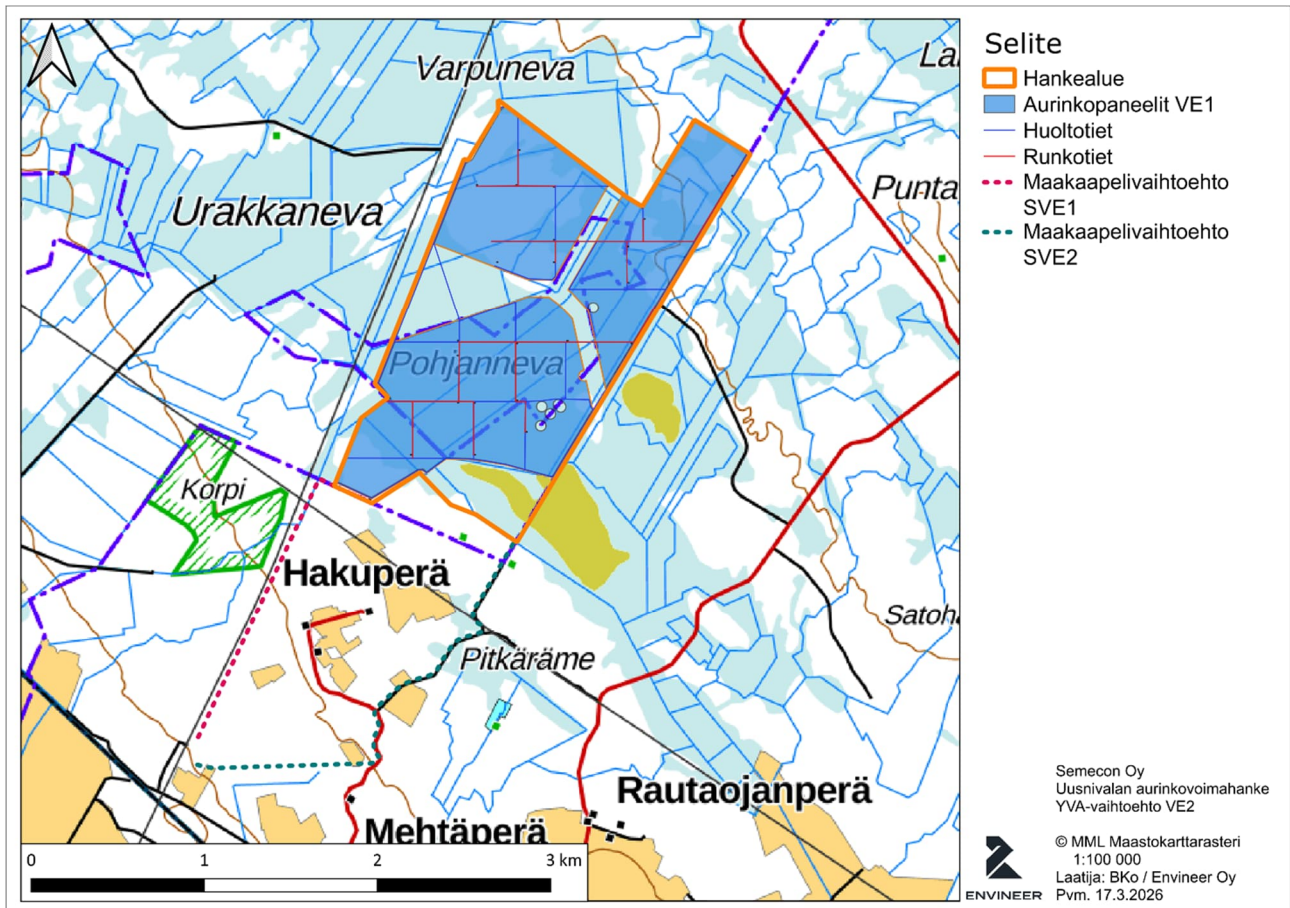 Varpuneva
La
Urakkaneva
Punta
Pohjanneva
Korpi
Hakuperä
Satoh
Pitkäräme
Rautaojanperä
Mehtäperä
0 1 2 3 km
Selite
Hankealue
Aurinkopaneelit VE1
Huoltotiet
Runkotiet
Maakaapelivaihtoehto
SVE1
Maakaapelivaihtoehto
SVE2
Semecon Oy
Uusnivalan aurinkovoimahanke
YVA-vaihtoehto VE2
© MML Maastokarttarasteri
1:100 000
Laatija: BKo / Envineer Oy
Pvm. 17.3.2026
ENVINEER